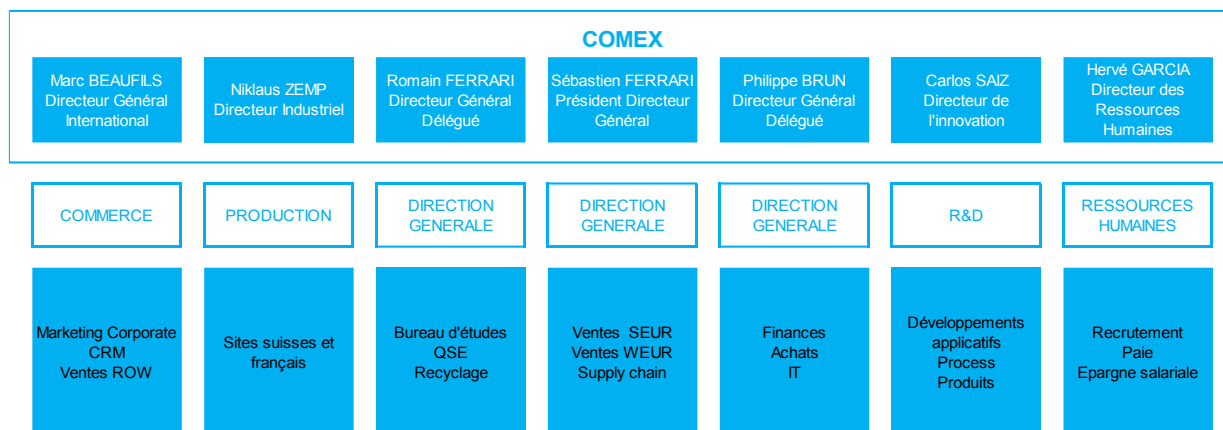 COMEX
Marc BEAUFILS
Directeur Général
International
Niklaus ZEMP
Directeur Industriel
Romain FERRARI
Directeur Général
Délégué
Sébastien FERRARI
Président Directeur
Général
Philippe BRUN
Directeur Général
Délégué
Carlos SAIZ
Directeur de
l'innovation
Hervé GARCIA
Directeur des
Ressources
Humaines
COMMERCE
PRODUCTION
DIRECTION
GENERALE
DIRECTION
GENERALE
DIRECTION
GENERALE
R&D
RESSOURCES
HUMAINES
Marketing Corporate
CRM
Ventes ROW
Sites suisses et
français
Bureau d'études
QSE
Recyclage
Ventes SEUR
Ventes WEUR
Supply chain
Finances
Achats
IT
Développements
applicatifs
Process
Produits
Recrutement
Paie
Epargne salariale